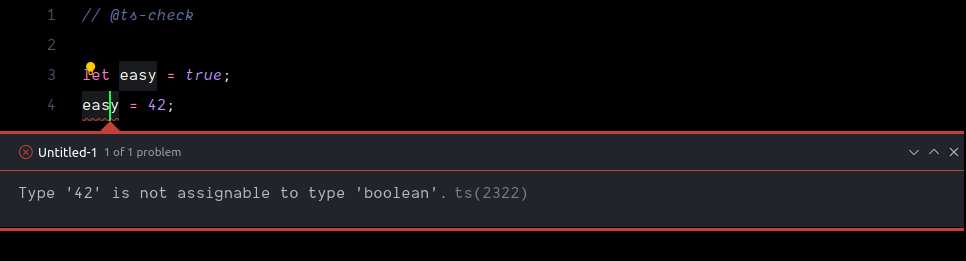 1 // @ts-check
2
3 let easy = true;
4 easy = 42;
Untitled-1 1 of 1 problem
Type '42' is not assignable to type 'boolean'. ts(2322)